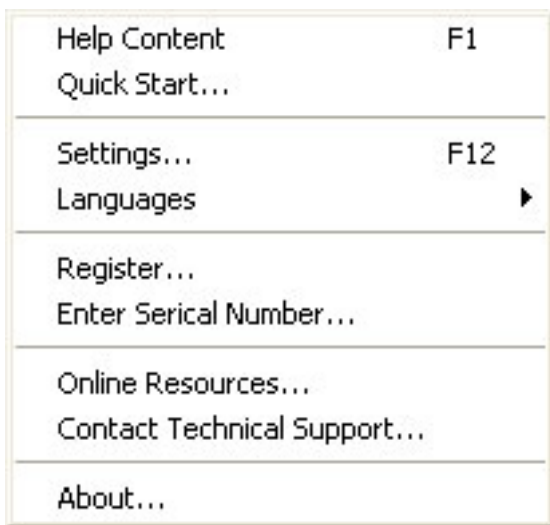 Help Content F1
Quick Start...
Settings... F12
Languages
Register...
Enter Serical Number...
Online Resources...
Contact Technical Support...
About...